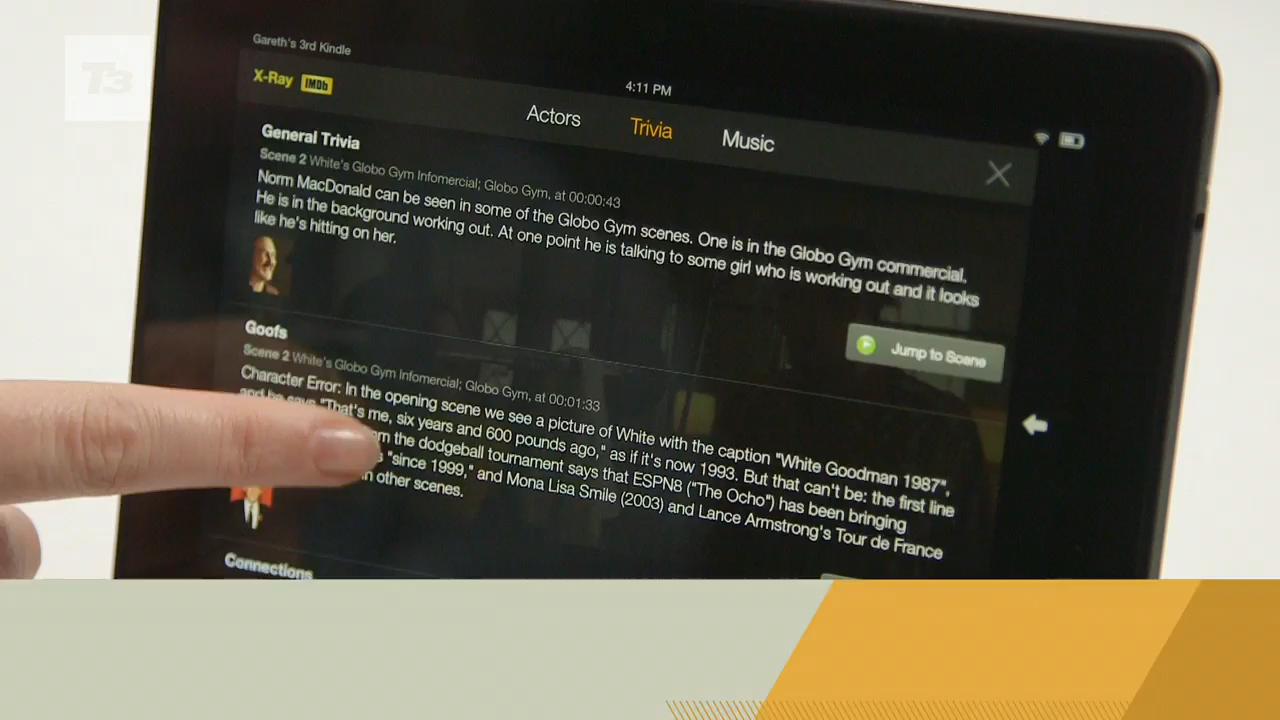 T3
Gareth's 3rd Kindle
4:11 PM
X-Ray IMDb
Actors Trivia Music
General Trivia
Scene 2 White's Globo Gym Infomercial; Globo Gym, at 00:00:43
Norm MacDonald can be seen in some of the Globo Gym scenes. One is in the Globo Gym commercial.
He is in the background working out. At one point he is talking to some girl who is working out and it looks
like he's hitting on her.
Jump to Scene
Goofs
Scene 2 White's Globo Gym Infomercial; Globo Gym, at 00:01:33
Character Error: In the opening scene we see a picture of White with the caption "White Goodman 1987",
and he says "That's me, six years and 600 pounds ago," as if it's now 1993. But that can't be: the first line
the dodgeball tournament says that ESPN8 ("The Ocho") has been bringing
"since 1999," and Mona Lisa Smile (2003) and Lance Armstrong's Tour de France
other scenes.
Connections